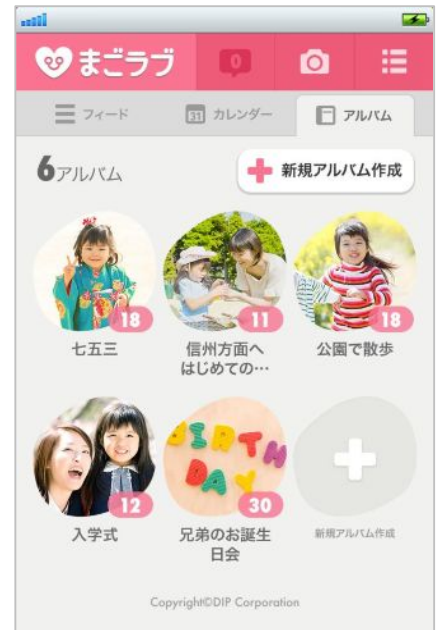 まごラブ
0
フィード
31
カレンダー
アルバム
6アルバム
新規アルバム作成
18
11
18
七五三
信州方面へ
はじめての…
公園で散歩
BIRTH
DAY
12
30
入学式
兄弟のお誕生
日会
新規アルバム作成
Copyright©DIP Corporation